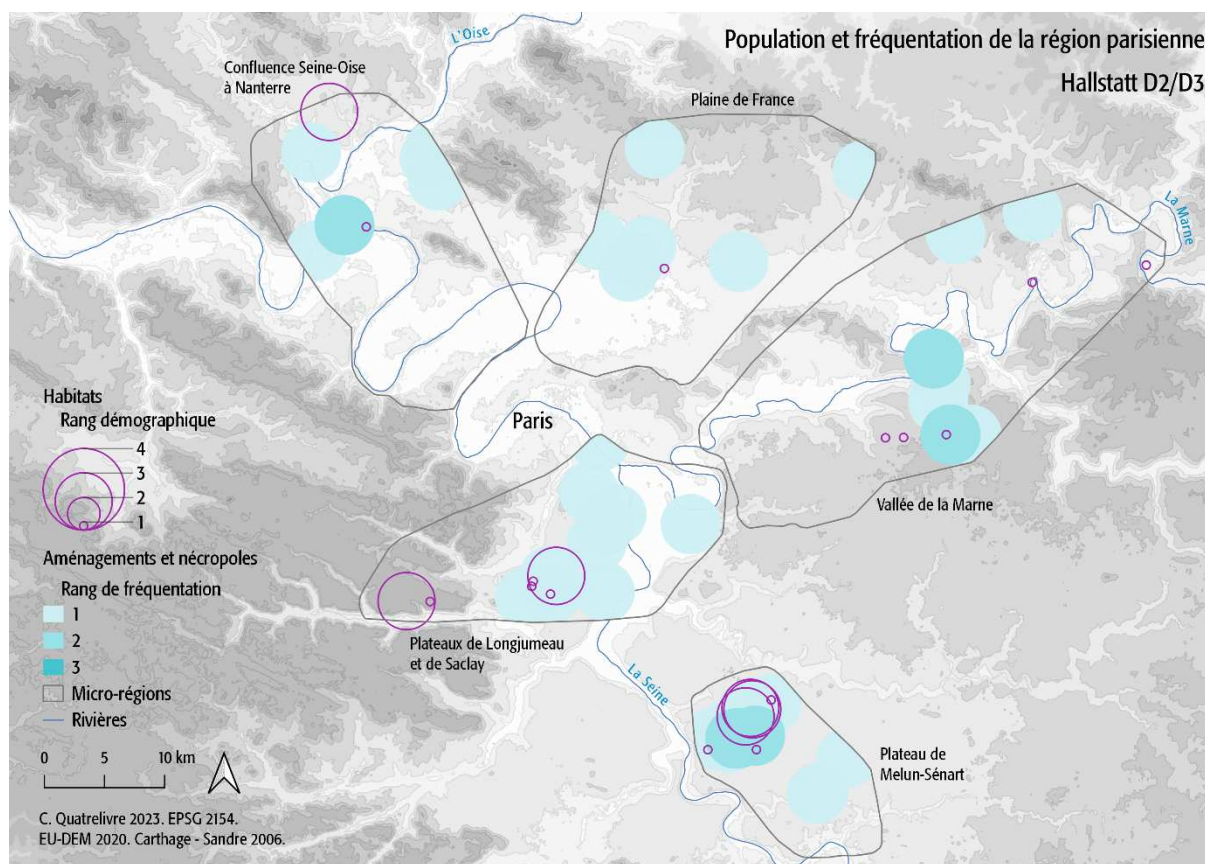 Population et fréquentation de la région parisienne
Hallstatt D2/D3
L'Oise
Confluence Seine-Oise
à Nanterre
Plaine de France
La Marne
Paris
Vallée de la Marne
Plateaux de Longjumeau
et de Saclay
La Seine
Plateau de
Melun-Sénart
Habitats
Rang démographique
4
3
2
1
Aménagements et nécropoles
Rang de fréquentation
1
2
3
Micro-régions
Rivières
0 5 10 km
C. Quatrelivre 2023. EPSG 2154.
EU-DEM 2020. Carthage - Sandre 2006.